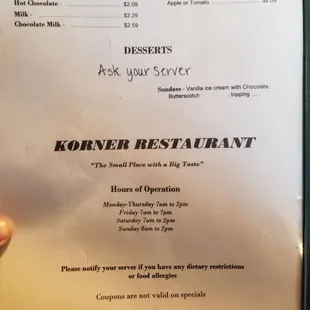 Hot Chocolate - $2.09
Milk - $2.29
Chocolate Milk - $2.59
Apple or Tomato
DESSERTS
Ask your Server
Sundaes - Vanilla ice cream with Chocolate,
Butterscotch topping
KORNER RESTAURANT
"The Small Place with a Big Taste"
Hours of Operation
Monday-Thursday 7am to 2pm
Friday 7am to 7pm
Saturday 7am to 2pm
Sunday 8am to 2pm
Please notify your server if you have any dietary restrictions
or food allergies
Coupons are not valid on specials